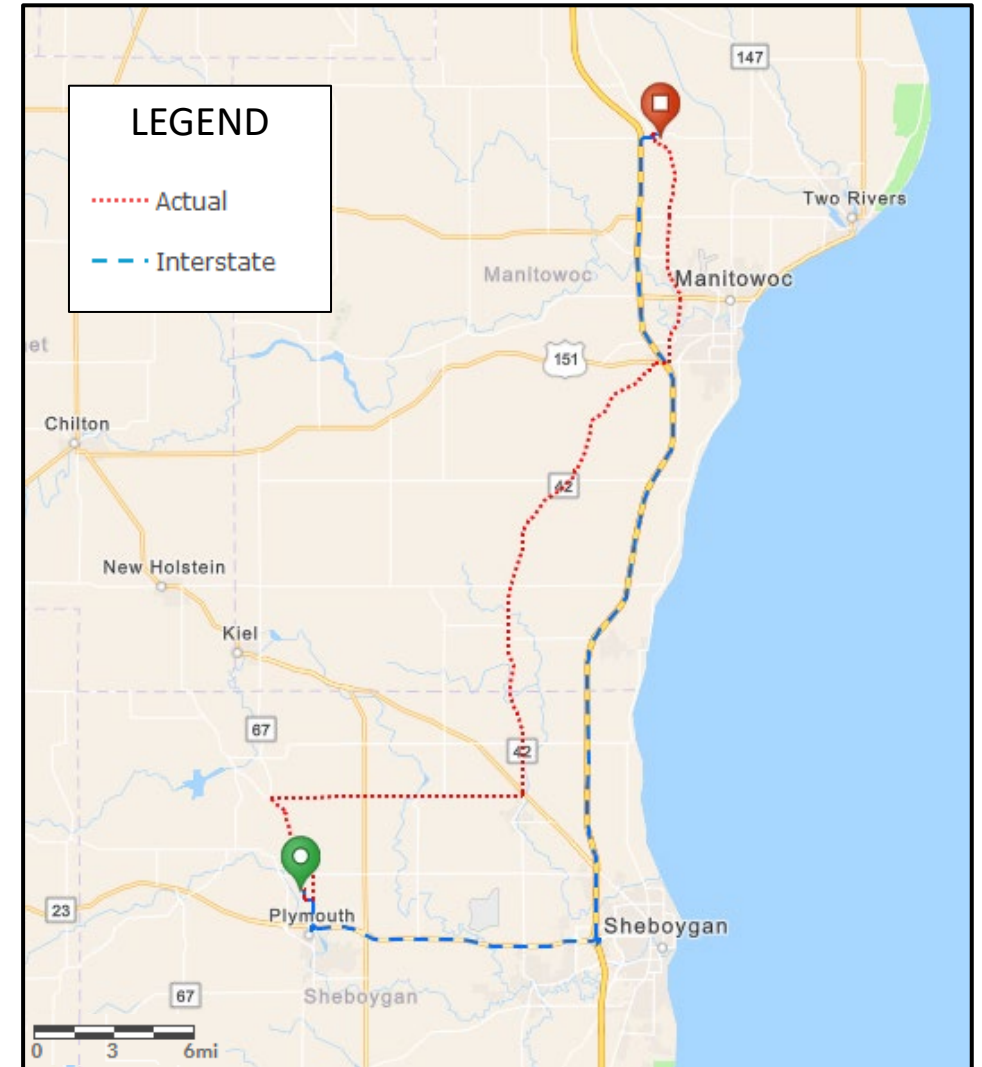 147
LEGEND
Actual
Interstate
Two Rivers
Manitowoc
Manitowoc
et
151
Chilton
42
New Holstein
Kiel
67
42
23
Plymouth
Sheboygan
67
Sheboygan
0 3 6mi